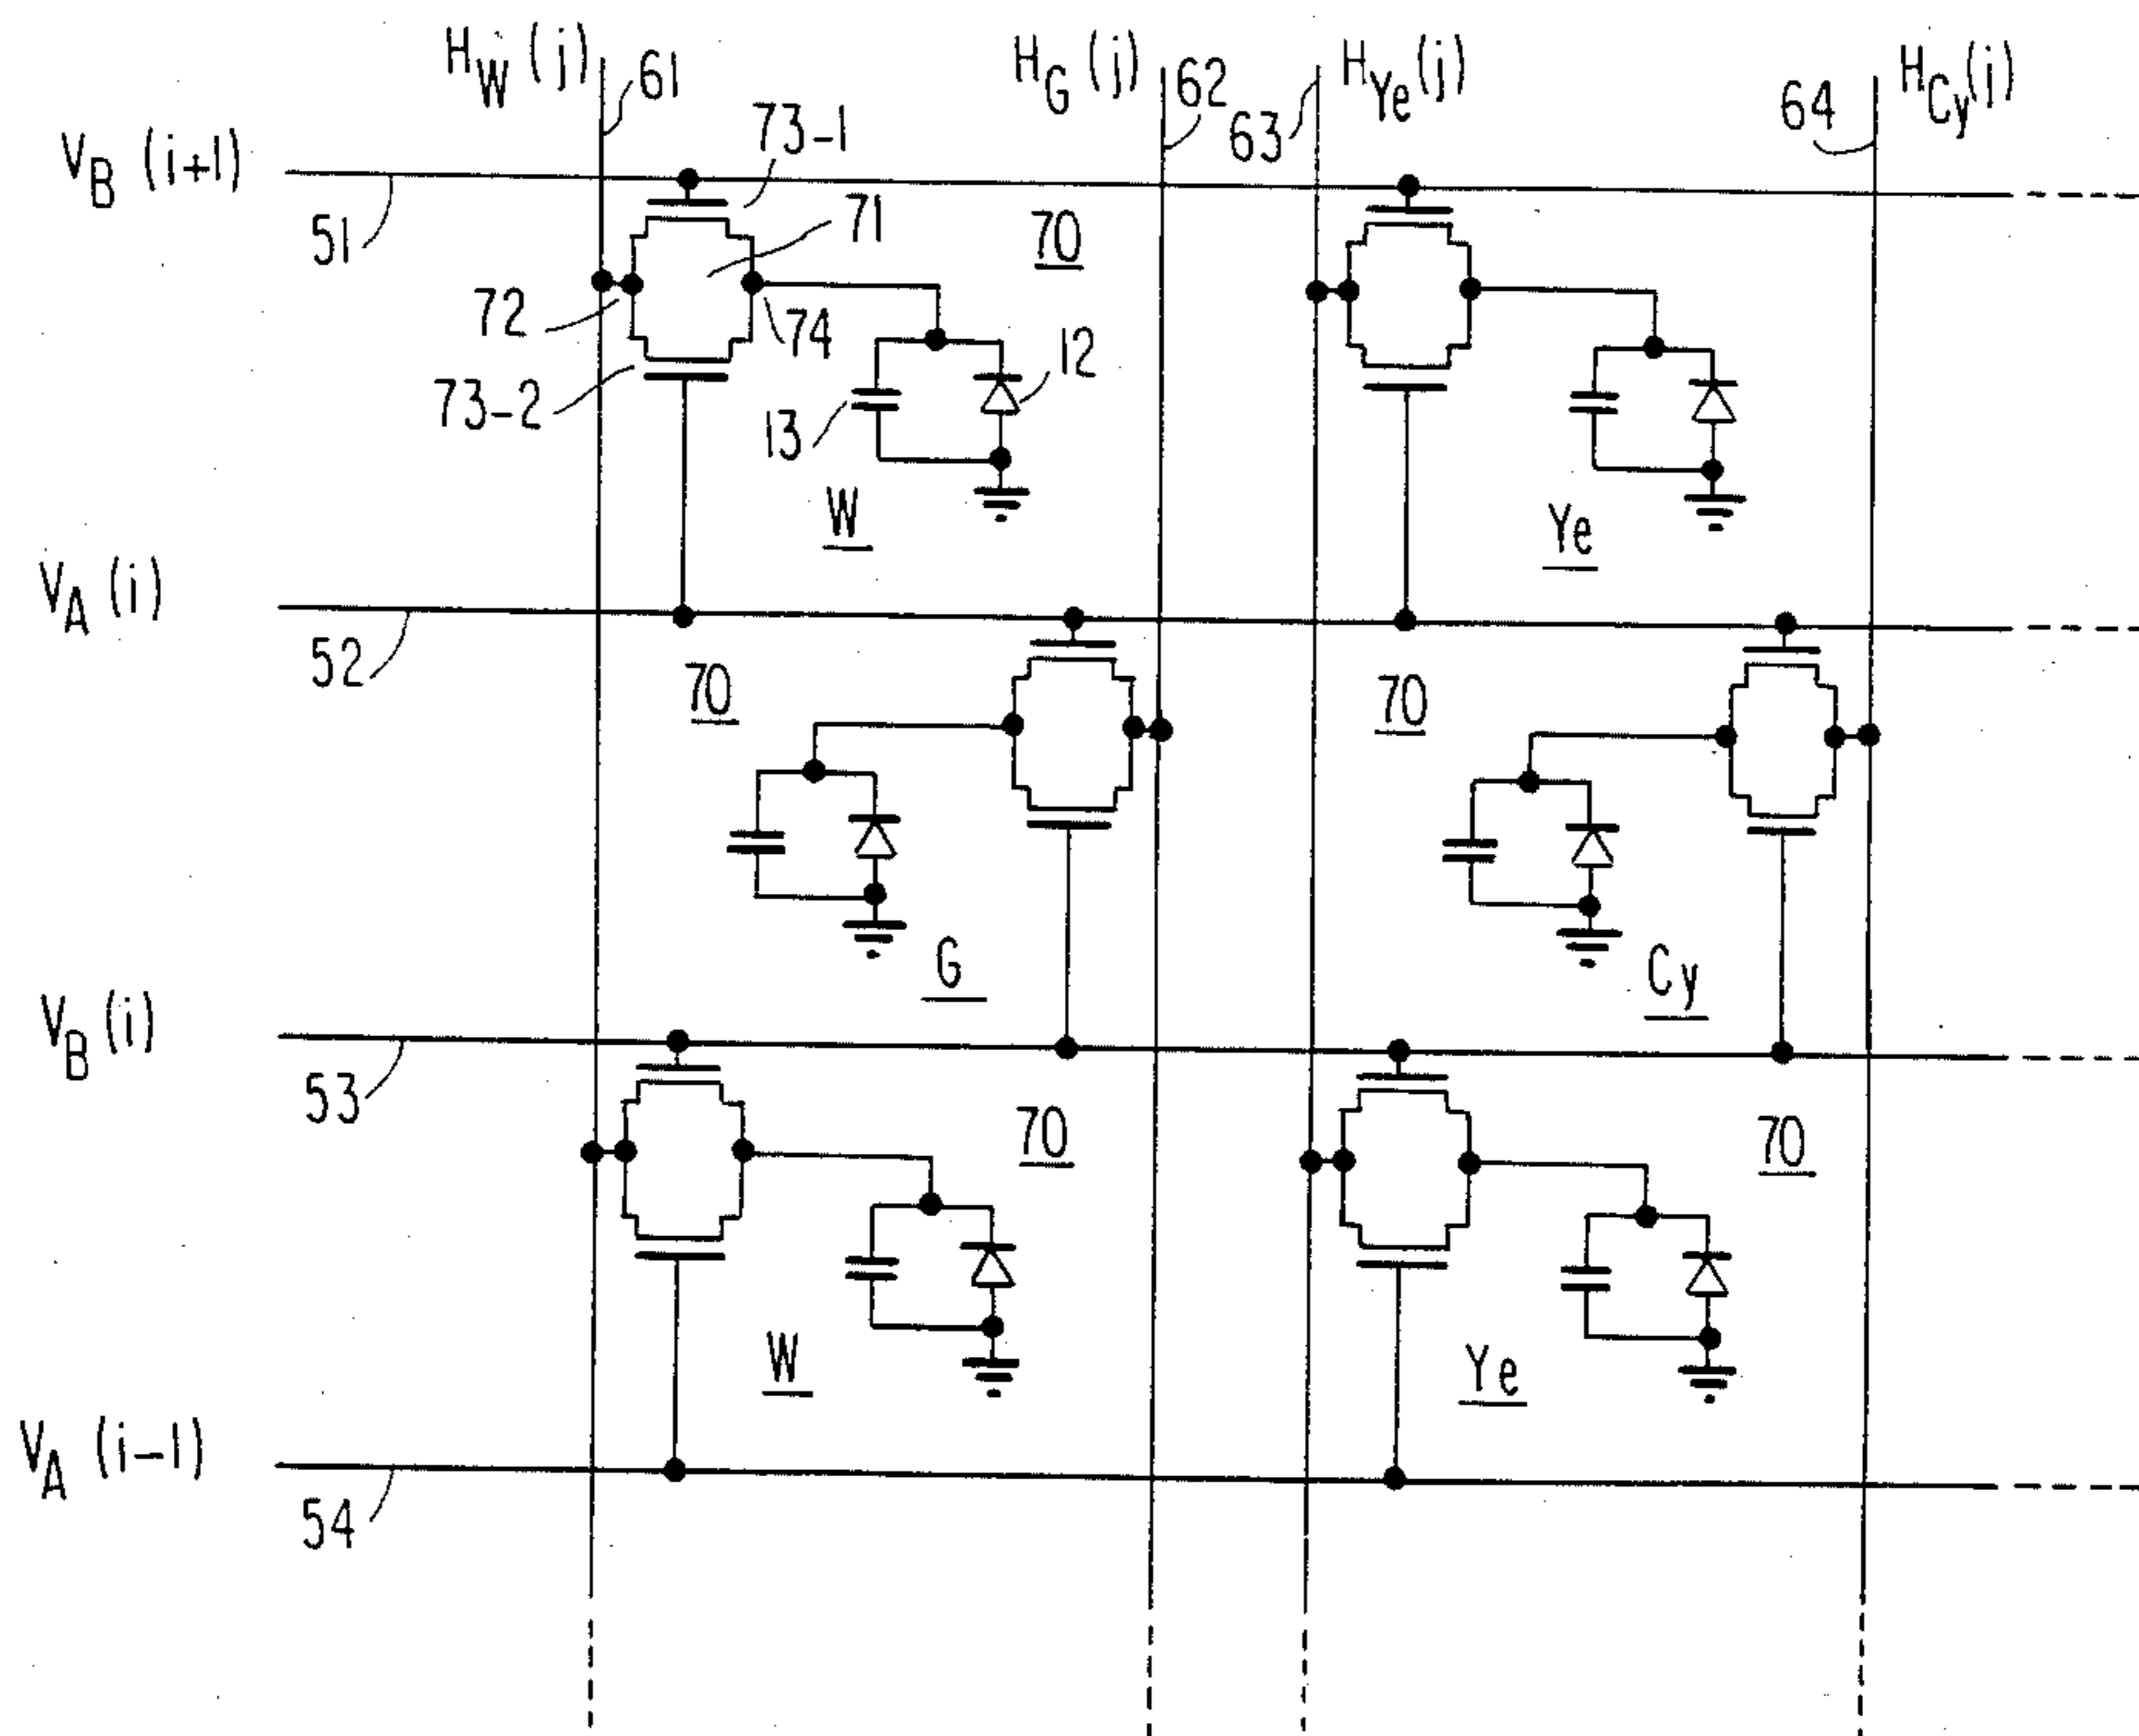 H_W (j)
61
H_G (j)
62
63
H_Ye (j)
64
H_Cy (j)
V_B (i+1)
73-1
51
71
70
72
74
12
73-2
13
W
Ye
V_A (i)
52
70
70
G
Cy
V_B (i)
53
70
70
W
Ye
V_A (i-1)
54